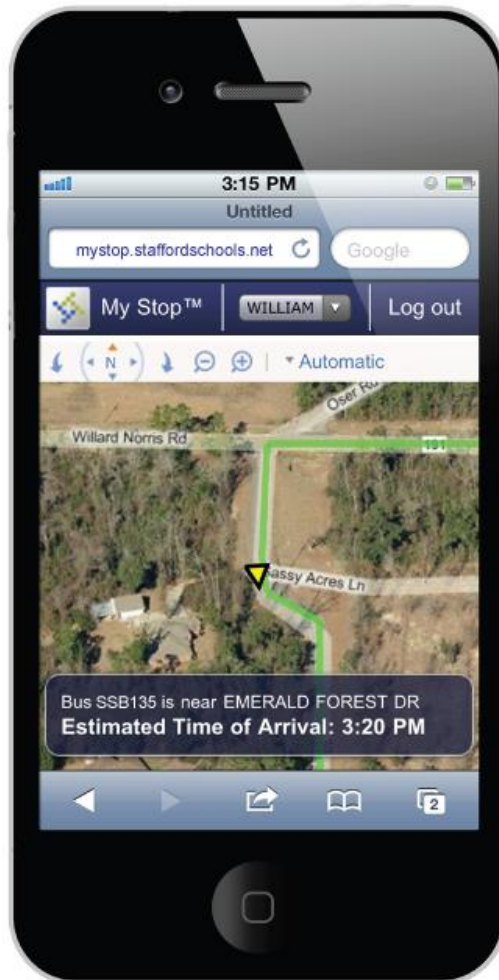 3:15 PM
Untitled
mystop.staffordschools.net
Google
My Stop™
WILLIAM
Log out
N
Automatic
Oser Rd
Willard Norris Rd
191
Sassy Acres Ln
Bus SSB135 is near EMERALD FOREST DR
Estimated Time of Arrival: 3:20 PM
2